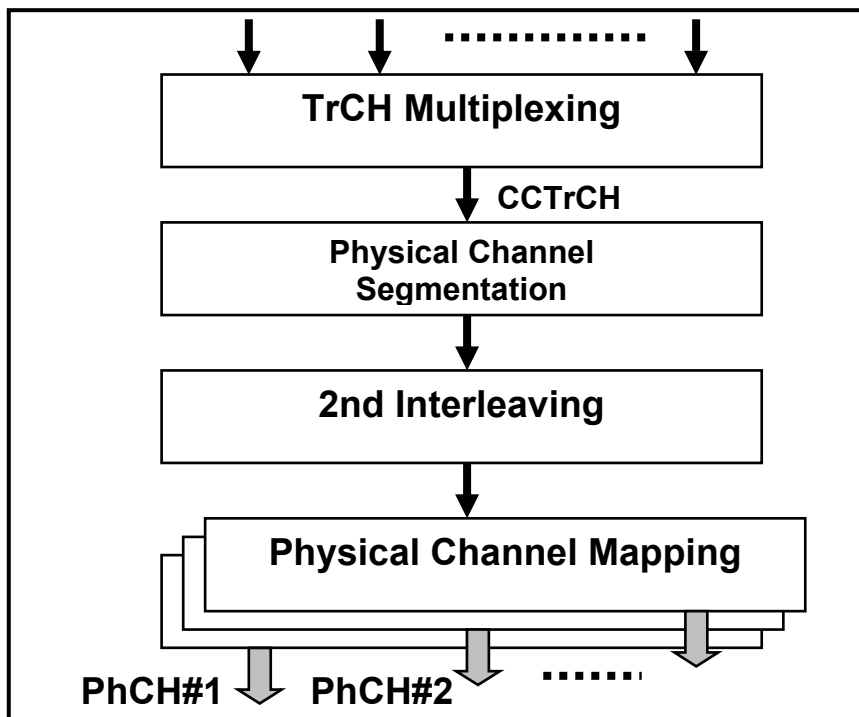 TrCH Multiplexing
CCTrCH
Physical Channel
Segmentation
2nd Interleaving
Physical Channel Mapping
PhCH#1
PhCH#2